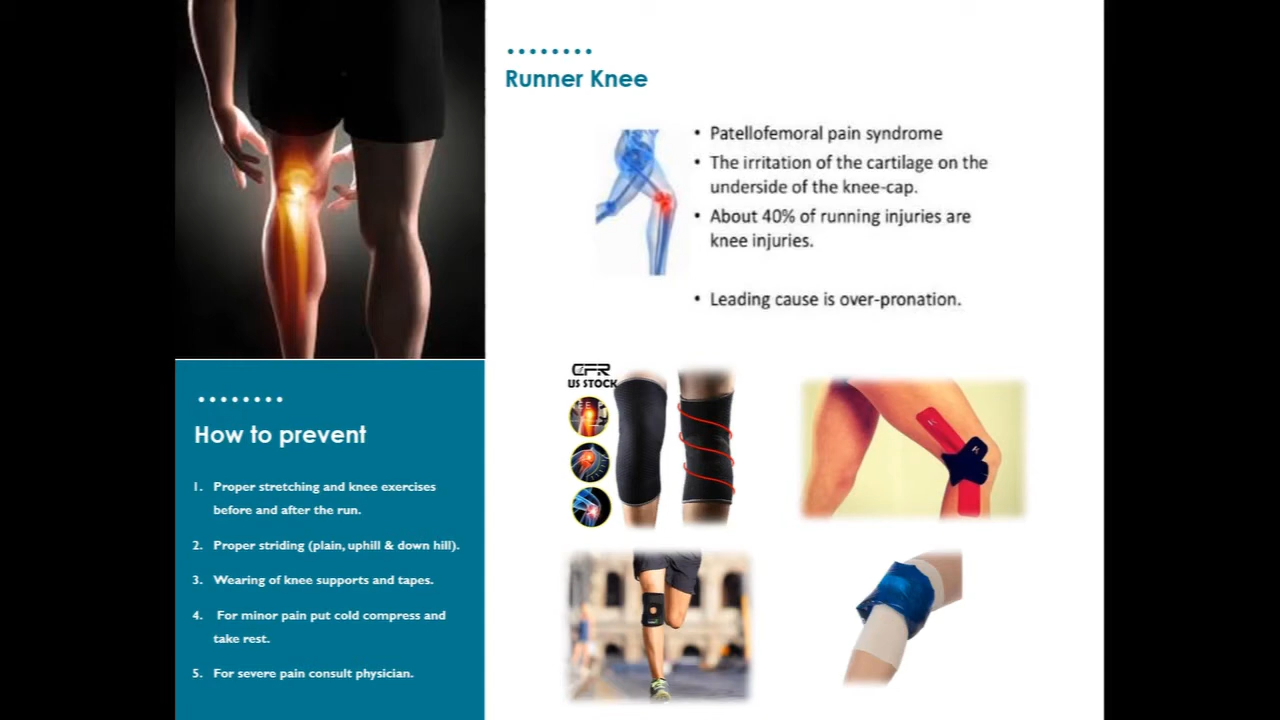 Runner Knee
• Patellofemoral pain syndrome
• The irritation of the cartilage on the
underside of the knee-cap.
• About 40% of running injuries are
knee injuries.
• Leading cause is over-pronation.
How to prevent
1. Proper stretching and knee exercises
before and after the run.
2. Proper striding (plain, uphill & down hill).
3. Wearing of knee supports and tapes.
4. For minor pain put cold compress and
take rest.
5. For severe pain consult physician.
CFR
US STOCK